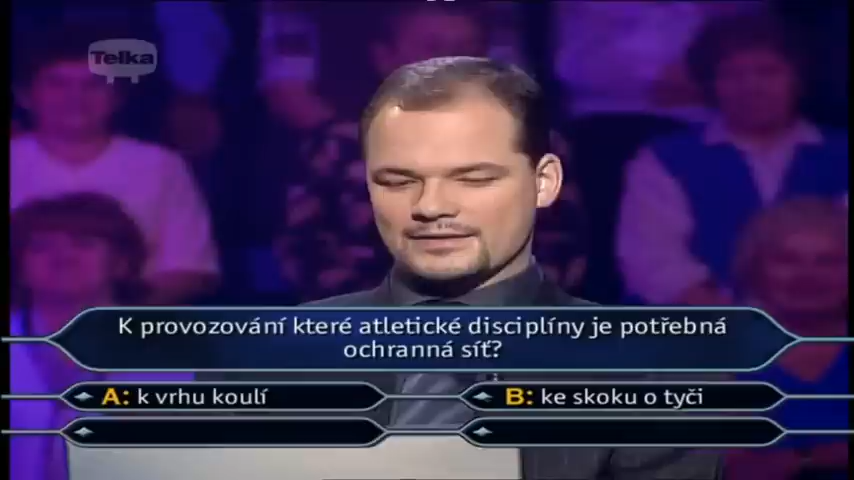 Telka
K provozování které atletické disciplíny je potřebná
ochranná síť?
A: k vrhu koulí
B: ke skoku o tyči